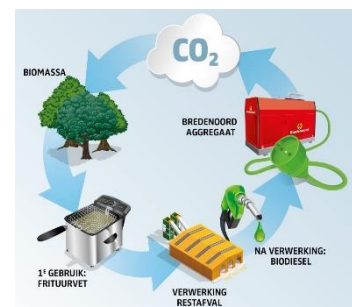 CO₂
BIOMASSA
BREDENOORD
AGGREGAAT
1ᴱ GEBRUIK:
FRITUURVET
VERWERKING
RESTAFVAL
NA VERWERKING:
BIODIESEL